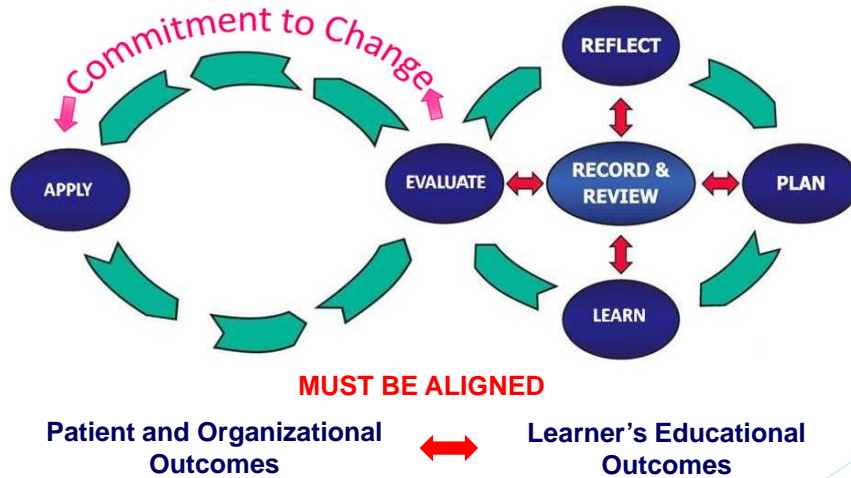 Commitment to Change
REFLECT
APPLY
EVALUATE
RECORD &
REVIEW
PLAN
LEARN
MUST BE ALIGNED
Patient and Organizational
Outcomes
Learner’s Educational
Outcomes